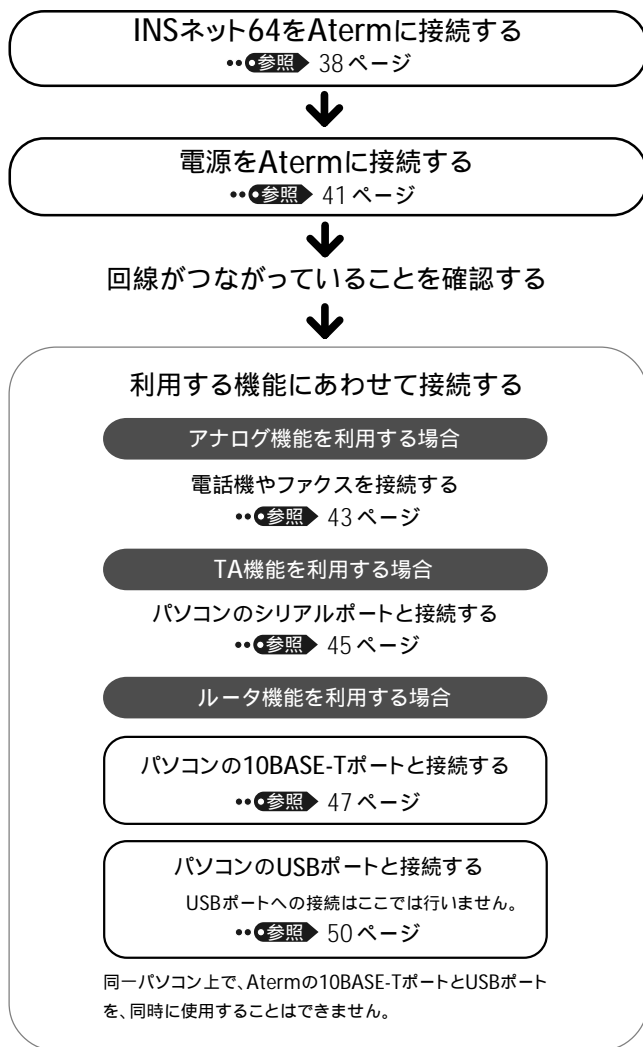 INSネット64をAtermに接続する
参照 38ページ
電源をAtermに接続する
参照 41ページ
回線がつながっていることを確認する
利用する機能にあわせて接続する
アナログ機能を利用する場合
電話機やファクスを接続する
参照 43ページ
TA機能を利用する場合
パソコンのシリアルポートと接続する
参照 45ページ
ルータ機能を利用する場合
パソコンの10BASE-Tポートと接続する
参照 47ページ
パソコンのUSBポートと接続する
USBポートへの接続はここでは行いません。
参照 50ページ
同一パソコン上で、Atermの10BASE-TポートとUSBポート
を、同時に使用することはできません。